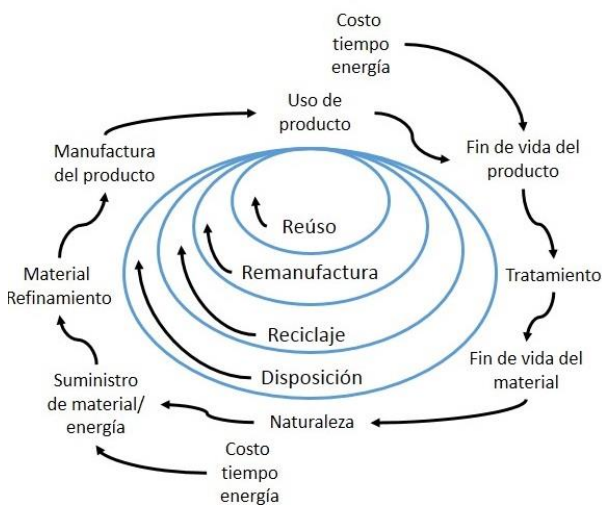 Costo
tiempo
energía
Uso de
producto
Manufactura
del producto
Fin de vida del
producto
Reúso
Remanufactura
Material
Refinamiento
Tratamiento
Reciclaje
Fin de vida del
material
Disposición
Suministro
de material/
energía
Naturaleza
Costo
tiempo
energía